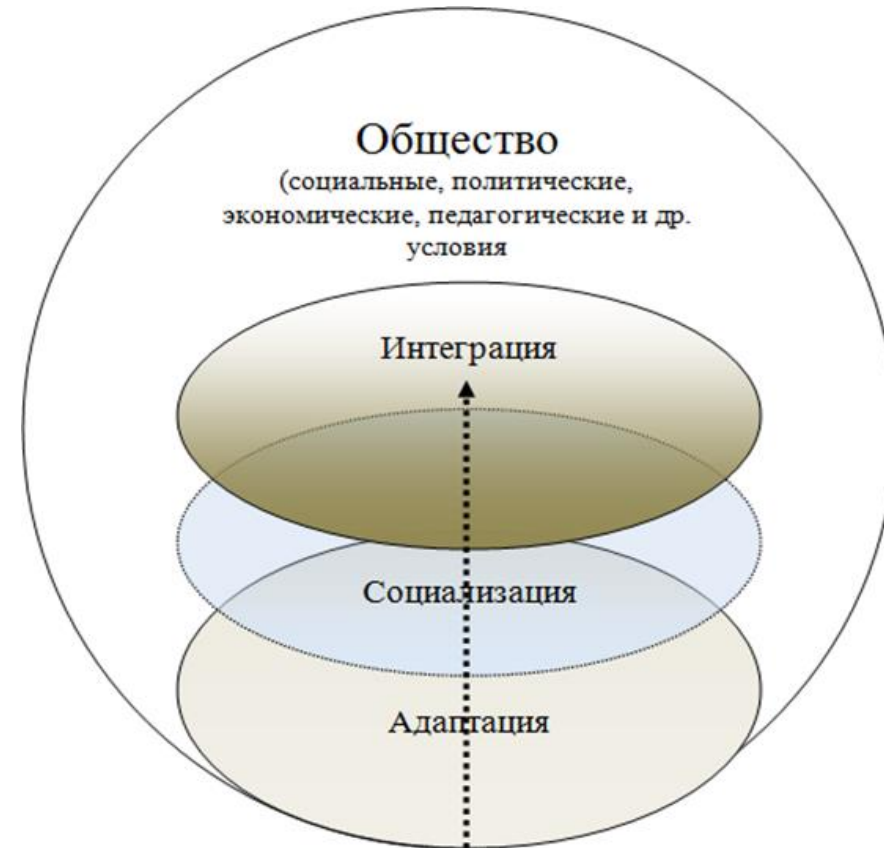 Общество
(социальные, политические,
экономические, педагогические и др.
условия
Интеграция
Социализация
Адаптация